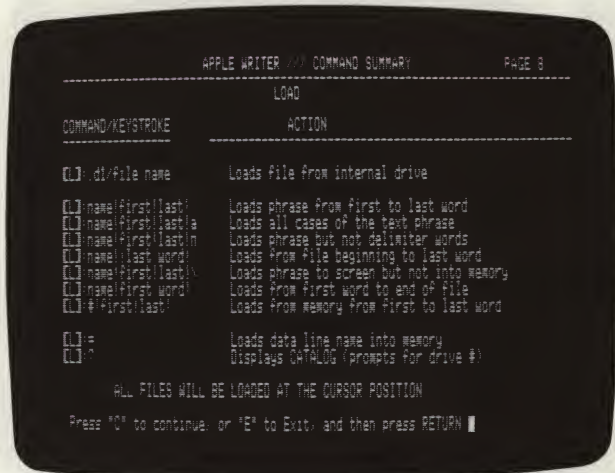 APPLE WRITER /// COMMAND SUMMARY PAGE 8
LOAD
COMMAND/KEYSTROKE ACTION
[L]:.d1/file name Loads file from internal drive
[L]:name!first!last! Loads phrase from first to last word
[L]:name!first!last!a Loads all cases of the text phrase
[L]:name!first!last!n Loads phrase but not delimiter words
[L]:name!!last word! Loads from file beginning to last word
[L]:name!first!last!\ Loads phrase to screen but not into memory
[L]:name!first word! Loads from first word to end of file
[L]:#!first!last! Loads from memory from first to last word
[L]:= Loads data line name into memory
[L]:^ Displays CATALOG (prompts for drive #)
ALL FILES WILL BE LOADED AT THE CURSOR POSITION
Press "C" to continue, or "E" to Exit, and then press RETURN